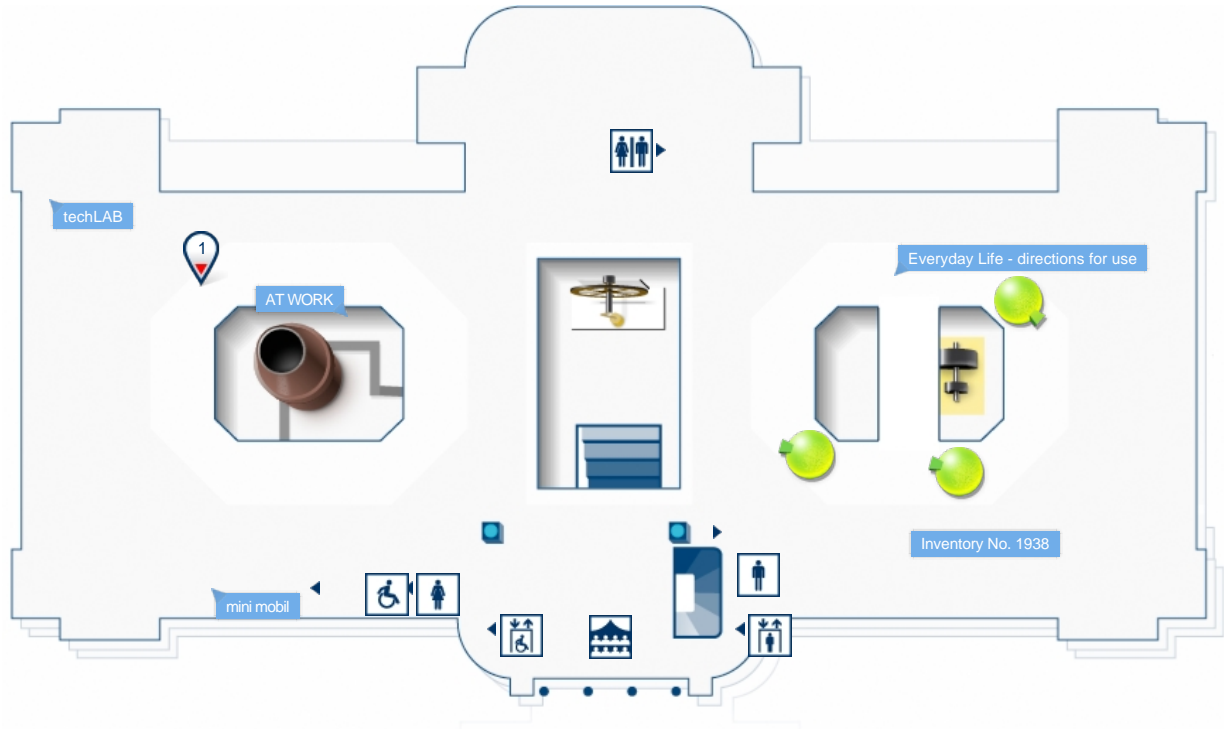 techLAB
1
Everyday Life - directions for use
AT WORK
Inventory No. 1938
mini mobil